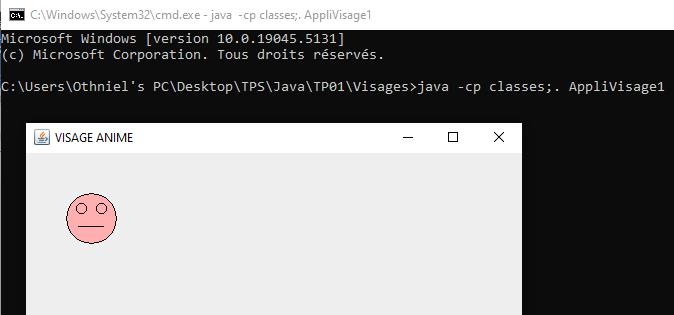 C:\Windows\System32\cmd.exe - java -cp classes;. AppliVisage1
Microsoft Windows [version 10.0.19045.5131]
(c) Microsoft Corporation. Tous droits réservés.
C:\Users\Othniel's PC\Desktop\TPS\Java\TP01\Visages>java -cp classes;. AppliVisage1
VISAGE ANIME